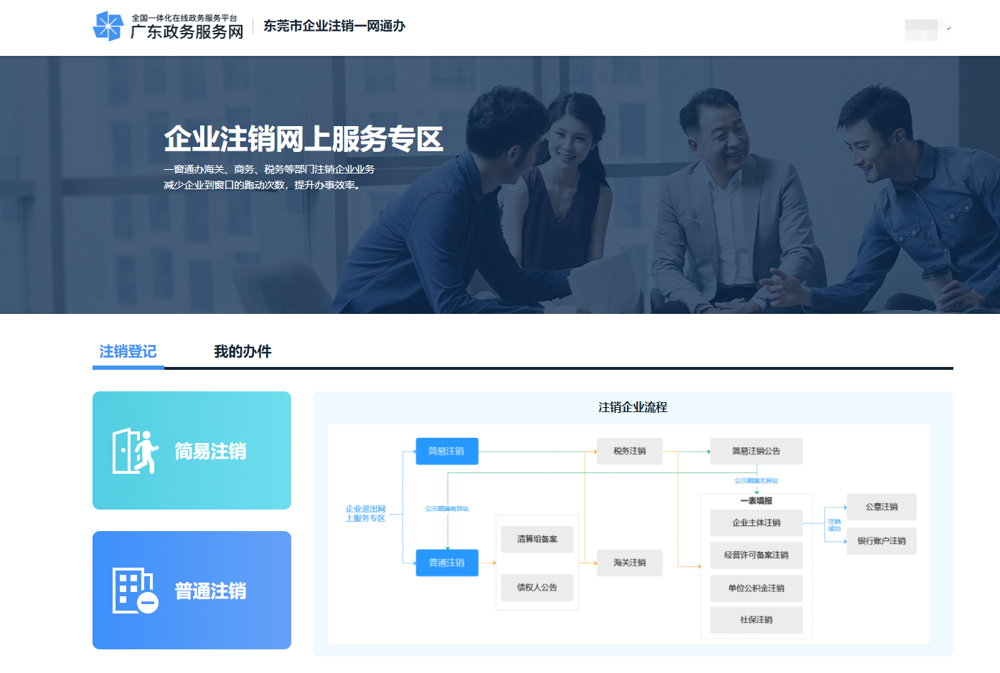 全国一体化在线政务服务平台
广东政务服务网
东莞市企业注销一网通办
企业注销网上服务专区
一窗通办海关、商务、税务等部门注销企业业务
减少企业到窗口的跑动次数，提升办事效率。
注销登记
我的办件
简易注销
普通注销
注销企业流程
简易注销
税务注销
简易注销公告
公示期满无异议
企业退出网
上服务专区
公示期满有异议
一表填报
企业主体注销
经营许可备案注销
单位公积金注销
社保注销
注销
成功
公章注销
银行账户注销
清算组备案
债权人公告
普通注销
海关注销